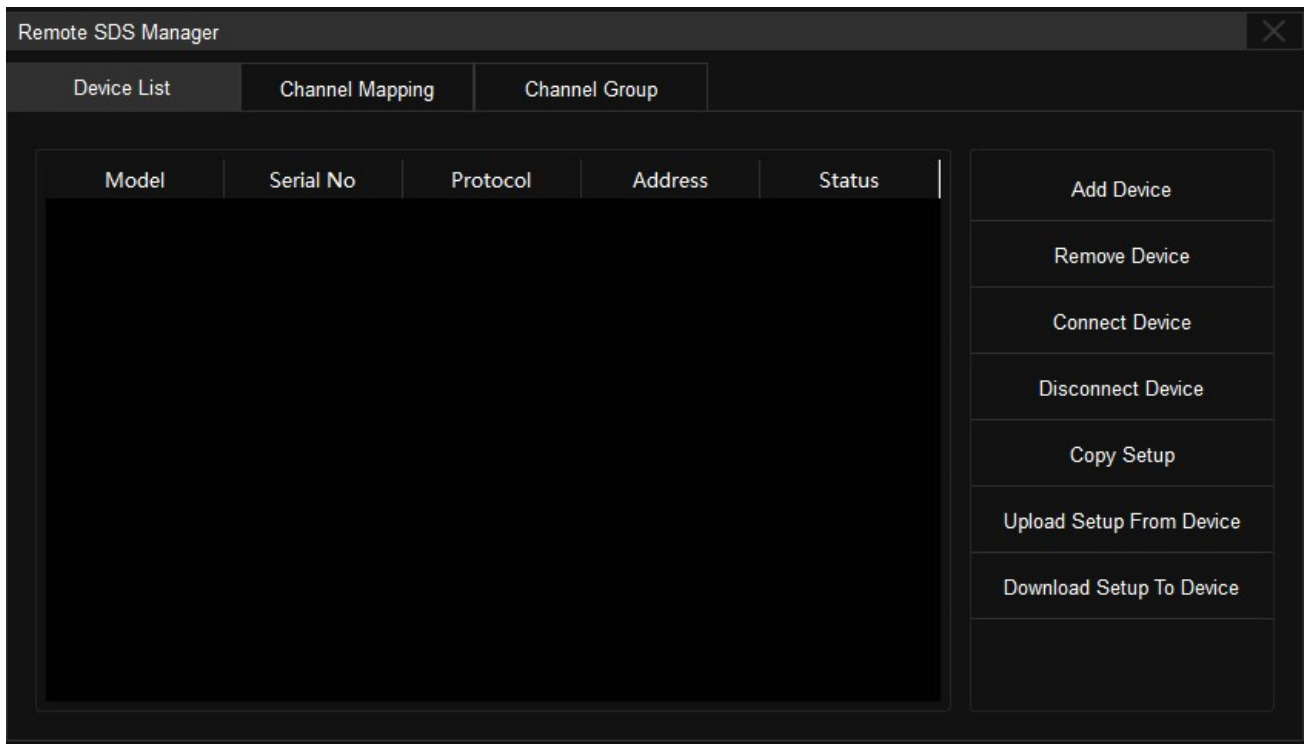 Remote SDS Manager
Device List Channel Mapping Channel Group
Model Serial No Protocol Address Status
Add Device
Remove Device
Connect Device
Disconnect Device
Copy Setup
Upload Setup From Device
Download Setup To Device